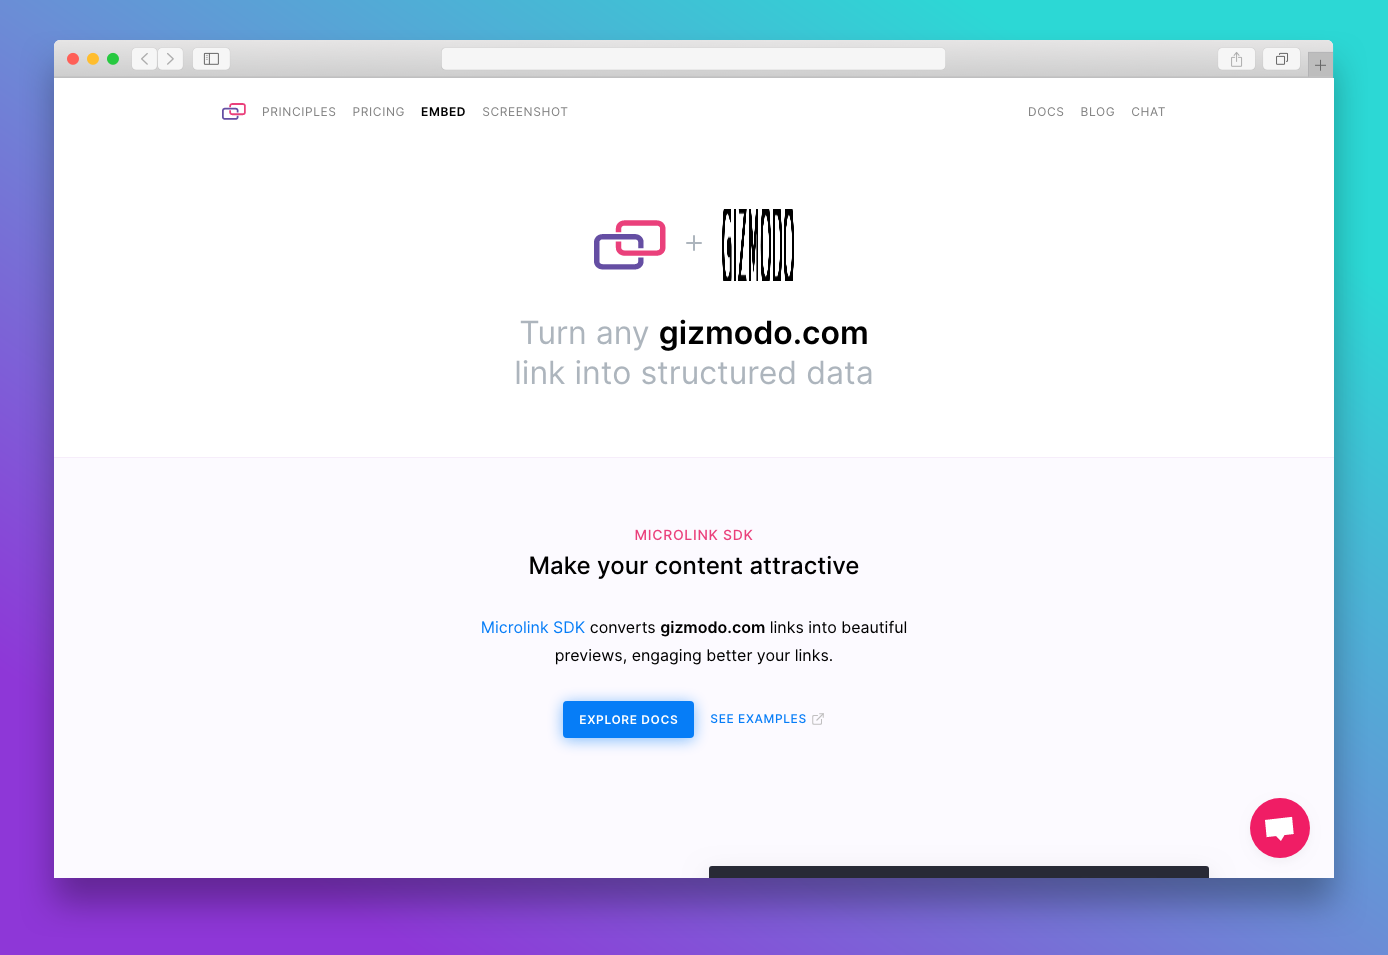 PRINCIPLES PRICING EMBED SCREENSHOT DOCS BLOG CHAT
GIZMODO
Turn any gizmodo.com
link into structured data
MICROLINK SDK
Make your content attractive
Microlink SDK converts gizmodo.com links into beautiful
previews, engaging better your links.
EXPLORE DOCS SEE EXAMPLES